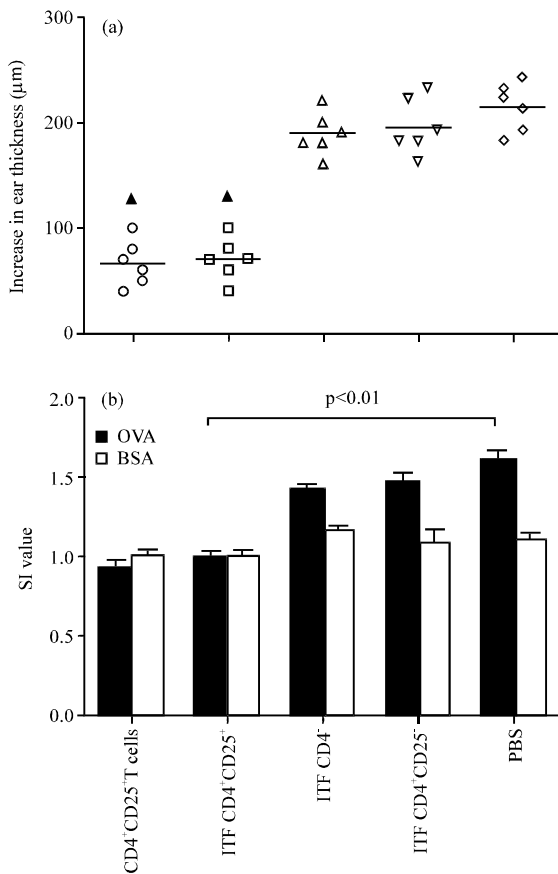 (a)
Increase in ear thickness (µm)
300
200
100
0
(b)
p<0.01
OVA
BSA
SI value
2.0
1.5
1.0
0.5
0.0
CD4⁺CD25⁺T cells
ITF CD4⁺CD25⁺
ITF CD4⁻
ITF CD4⁺CD25⁻
PBS